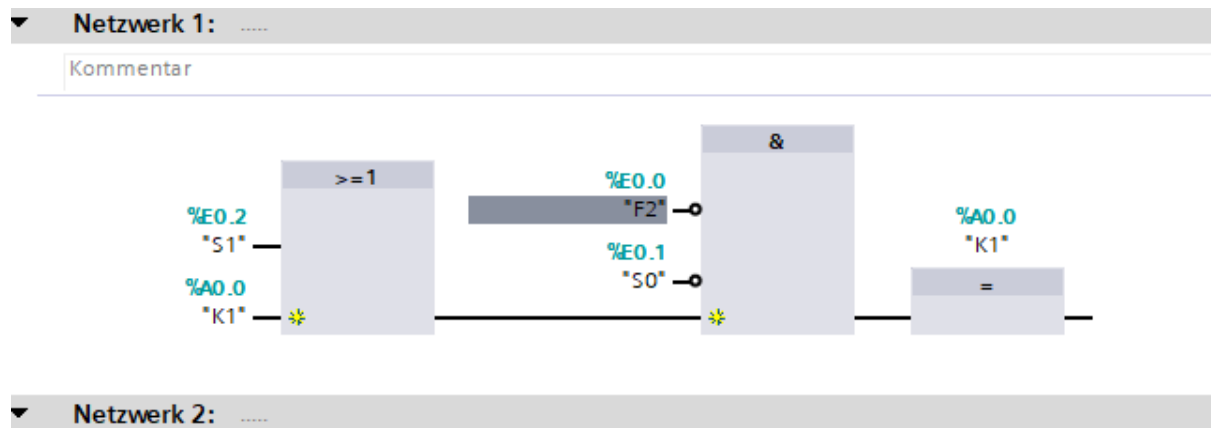 Netzwerk 1: .....
Kommentar
&
>=1
%E0.0
"F2"
%E0.2
"S1"
%A0.0
"K1"
%E0.1
"S0"
%A0.0
"K1"
=
Netzwerk 2: .....